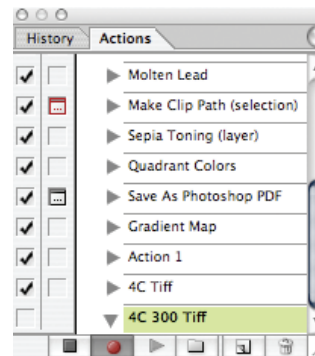 History Actions
Molten Lead
Make Clip Path (selection)
Sepia Toning (layer)
Quadrant Colors
Save As Photoshop PDF
Gradient Map
Action 1
4C Tiff
4C 300 Tiff